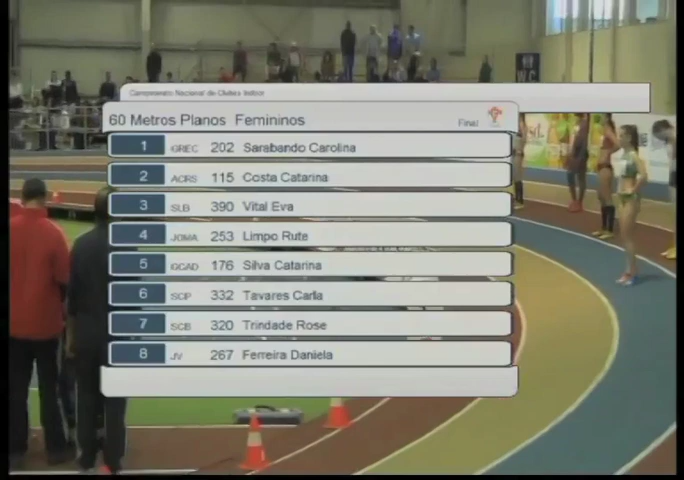 Campeonato Nacional de Clubes Indoor
60 Metros Planos Femininos Final
1 GREC 202 Sarabando Carolina
2 ACRS 115 Costa Catarina
3 SLB 390 Vital Eva
4 JOMA 253 Limpo Rute
5 GCAD 176 Silva Catarina
6 SCP 332 Tavares Carla
7 SCB 320 Trindade Rose
8 JV 267 Ferreira Daniela